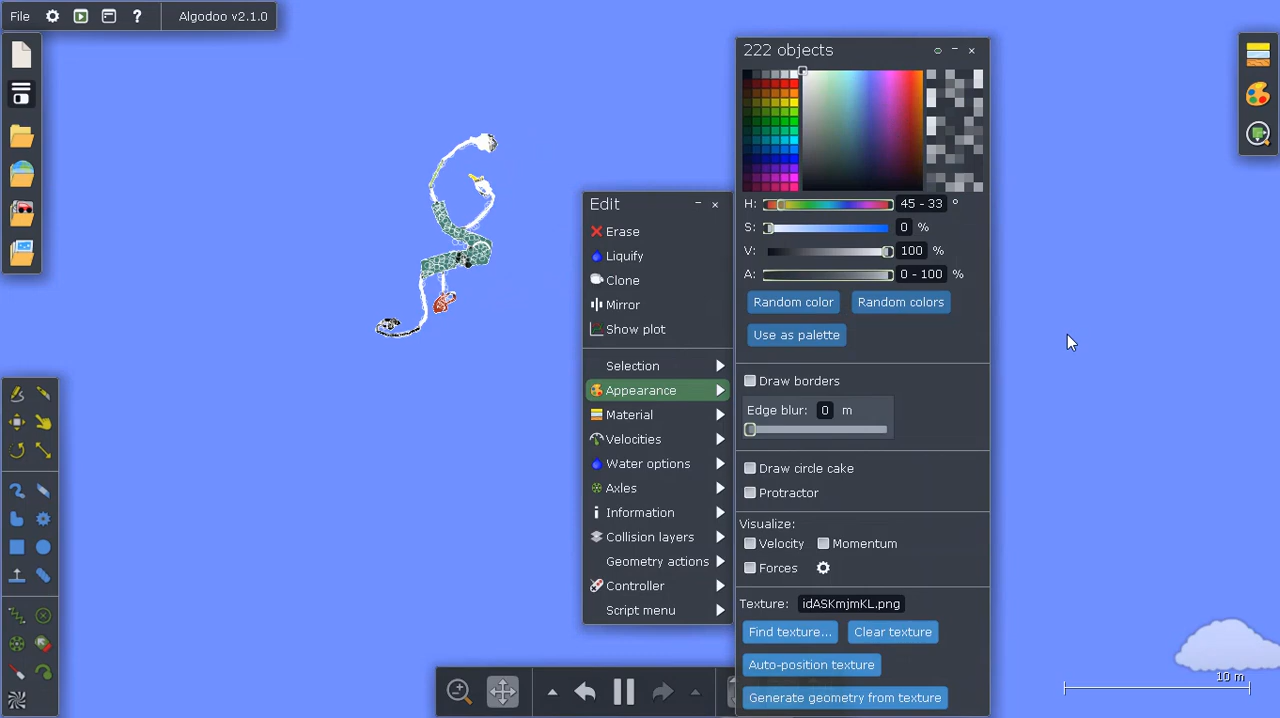 File
?
Algodoo v2.1.0
Edit
Erase
Liquify
Clone
Mirror
Show plot
Selection
Appearance
Material
Velocities
Water options
Axles
Information
Collision layers
Geometry actions
Controller
Script menu
222 objects
H: 45 - 33 °
S: 0 %
V: 100 %
A: 0 - 100 %
Random color Random colors
Use as palette
Draw borders
Edge blur: 0 m
Draw circle cake
Protractor
Visualize:
Velocity Momentum
Forces
Texture: idASKmjmKL.png
Find texture... Clear texture
Auto-position texture
Generate geometry from texture
10 m